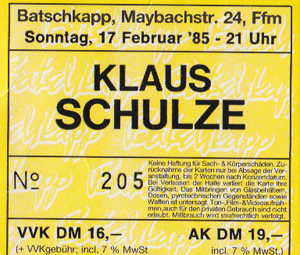 Batschkapp, Maybachstr. 24, Ffm
Sonntag, 17 Februar '85 - 21 Uhr
KLAUS
SCHULZE
No 205
Keine Haftung für Sach- & Körperschäden. Zu-
rücknahme der Karten nur bei Absage der Ver-
anstaltung, bis 2 Wochen nach Konzertdatum.
Bei Verlassen der Halle verliert die Karte ihre
Gültigkeit. Das Mitbringen von Glasbehältern,
Dosen, pyrotechnischen Gegenständen sowie
Waffen ist untersagt. Ton-,Film-&Videoaufnah-
men, auch für den privaten Gebrauch sind nicht
erlaubt. Mißbrauch wird strafrechtlich verfolgt.
VVK DM 16,—
AK DM 19,—
(+ VVKgebühr; incl. 7 % MwSt
incl. 7 % MwSt.)